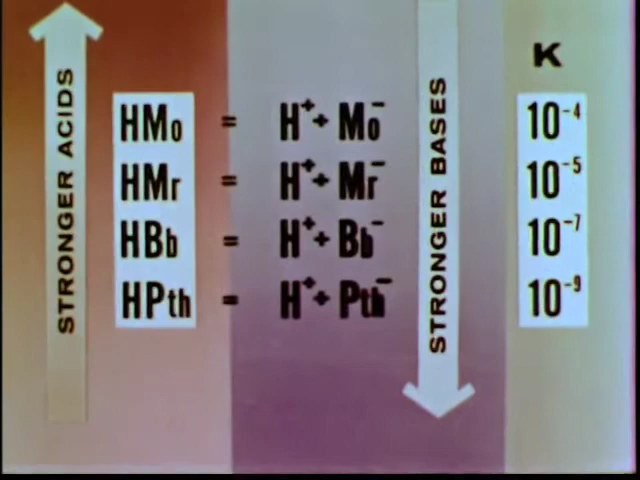 K
HMo = H⁺ + Mo⁻ 10⁻⁴
HMr = H⁺ + Mr⁻ 10⁻⁵
HBb = H⁺ + Bb⁻ 10⁻⁷
HPth = H⁺ + Pth⁻ 10⁻⁹
STRONGER ACIDS
STRONGER BASES